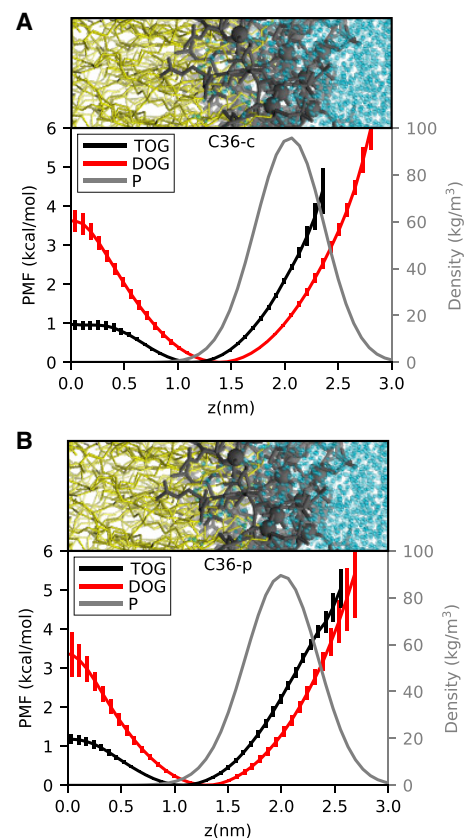 A
C36-c
TOG
DOG
P
PMF (kcal/mol)
6
5
4
3
2
1
0
Density (kg/m³)
100
80
60
40
20
0
0.0 0.5 1.0 1.5 2.0 2.5 3.0
z(nm)
B
C36-p
TOG
DOG
P
PMF (kcal/mol)
6
5
4
3
2
1
0
Density (kg/m³)
100
80
60
40
20
0
0.0 0.5 1.0 1.5 2.0 2.5 3.0
z(nm)